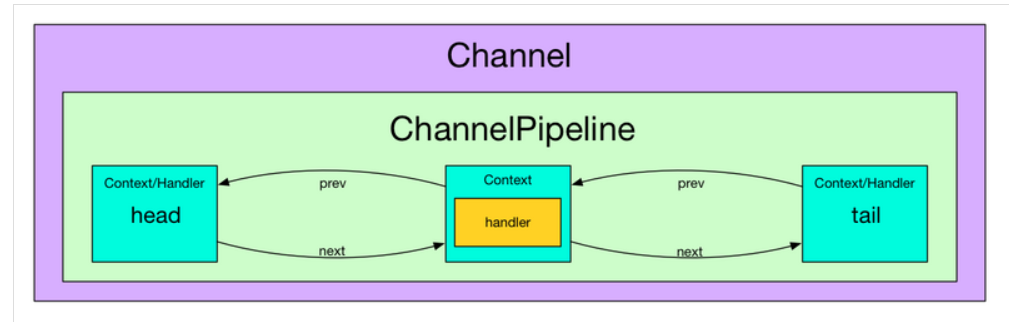 Channel
ChannelPipeline
Context/Handler
head
prev
next
Context
handler
prev
next
Context/Handler
tail